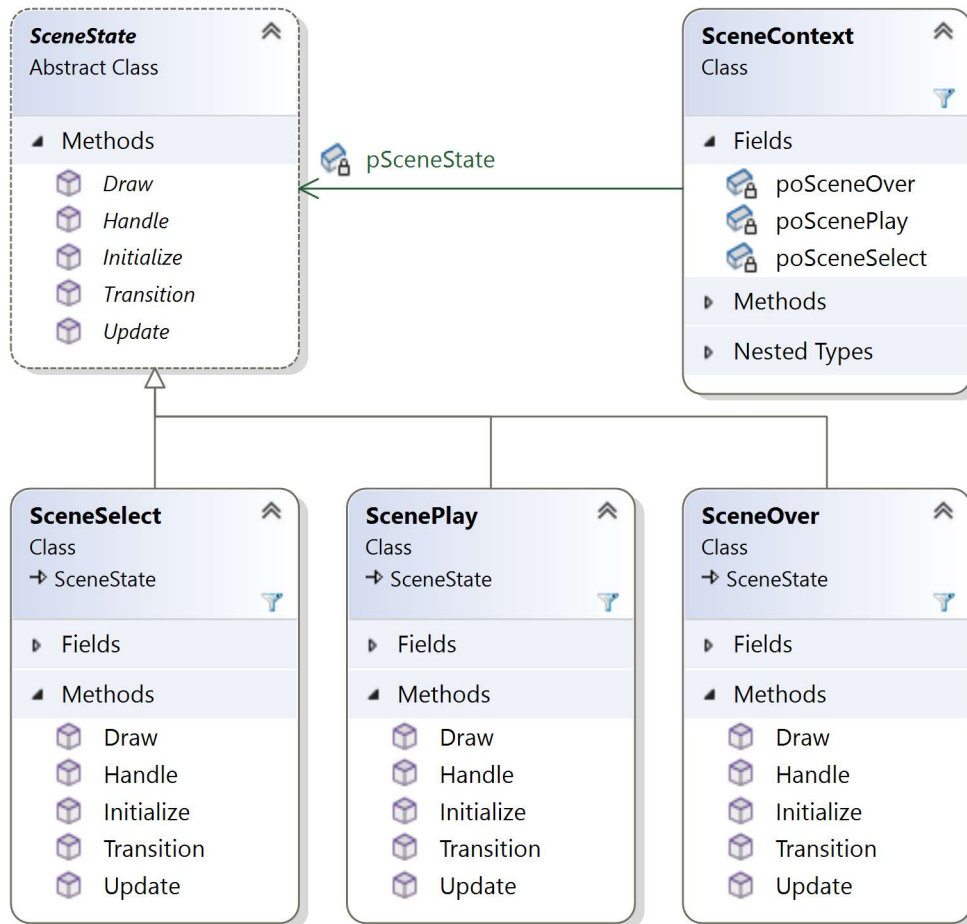 SceneState
Abstract Class
Methods
Draw
Handle
Initialize
Transition
Update
pSceneState
SceneContext
Class
Fields
poSceneOver
poScenePlay
poSceneSelect
Methods
Nested Types
SceneSelect
Class
SceneState
Fields
Methods
Draw
Handle
Initialize
Transition
Update
ScenePlay
Class
SceneState
Fields
Methods
Draw
Handle
Initialize
Transition
Update
SceneOver
Class
SceneState
Fields
Methods
Draw
Handle
Initialize
Transition
Update